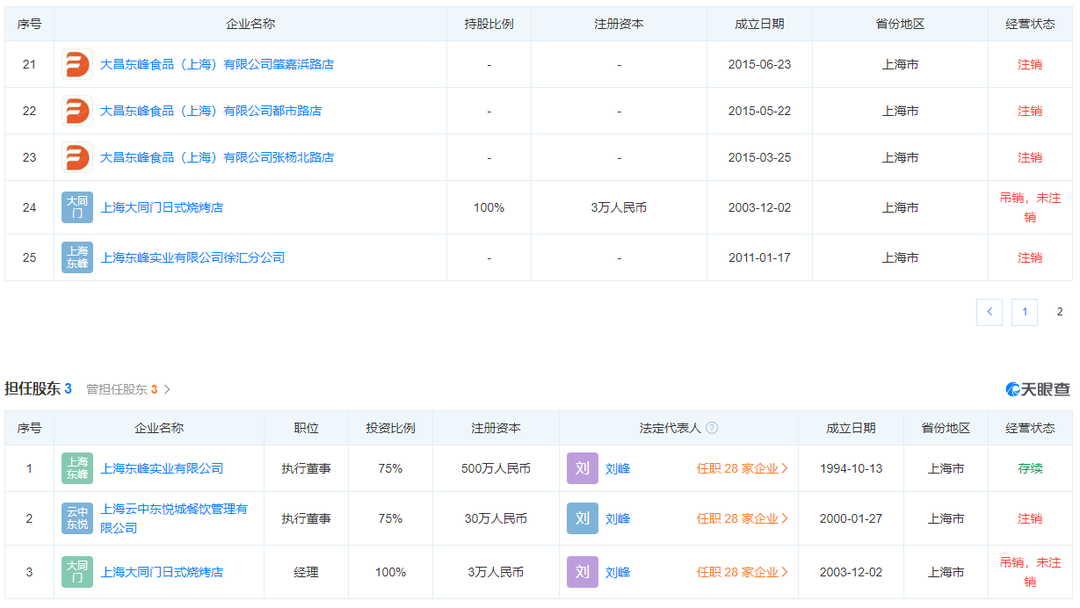 序号 企业名称 持股比例 注册资本 成立日期 省份地区 经营状态
21 大昌东峰食品（上海）有限公司肇嘉浜路店 - - 2015-06-23 上海市 注销
22 大昌东峰食品（上海）有限公司都市路店 - - 2015-05-22 上海市 注销
23 大昌东峰食品（上海）有限公司张杨北路店 - - 2015-03-25 上海市 注销
大同
门
24 上海大同门日式烧烤店 100% 3万人民币 2003-12-02 上海市 吊销，未注
销
上海
东峰
25 上海东峰实业有限公司徐汇分公司 - - 2011-01-17 上海市 注销
1 2
担任股东 3 曾担任股东 3 天眼查
序号 企业名称 职位 投资比例 注册资本 法定代表人 成立日期 省份地区 经营状态
上海
东峰
1 上海东峰实业有限公司 执行董事 75% 500万人民币 刘 刘峰 任职 28 家企业 1994-10-13 上海市 存续
云中
东悦
2 上海云中东悦城餐饮管理有
限公司 执行董事 75% 30万人民币 刘 刘峰 任职 28 家企业 2000-01-27 上海市 注销
大同
门
3 上海大同门日式烧烤店 经理 100% 3万人民币 刘 刘峰 任职 28 家企业 2003-12-02 上海市 吊销，未注
销